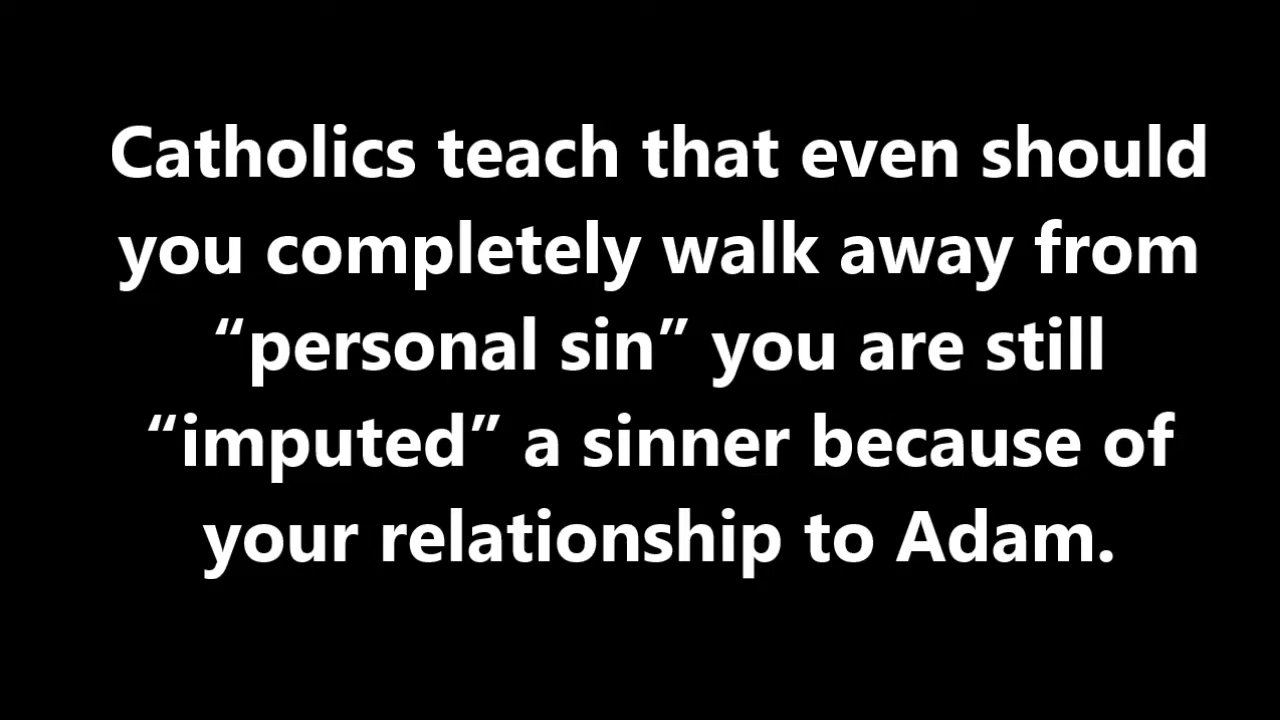 Catholics teach that even should
you completely walk away from
“personal sin” you are still
“imputed” a sinner because of
your relationship to Adam.